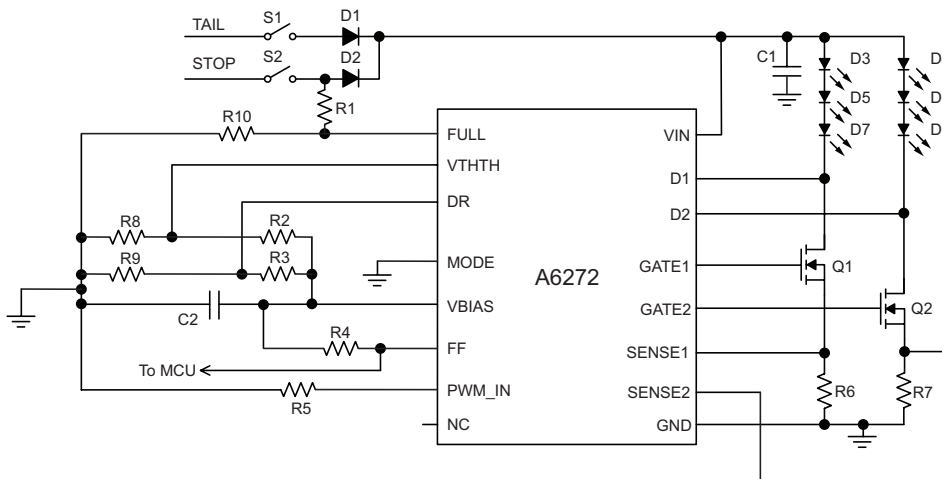 TAIL
S1
D1
STOP
S2
D2
R1
R10
C1
D3
D
D5
D
D7
D
FULL
VIN
VTHTH
D1
DR
D2
R8
R2
R9
R3
MODE
A6272
GATE1
Q1
C2
VBIAS
GATE2
Q2
R4
FF
SENSE1
To MCU
R5
PWM_IN
SENSE2
R6
R7
NC
GND